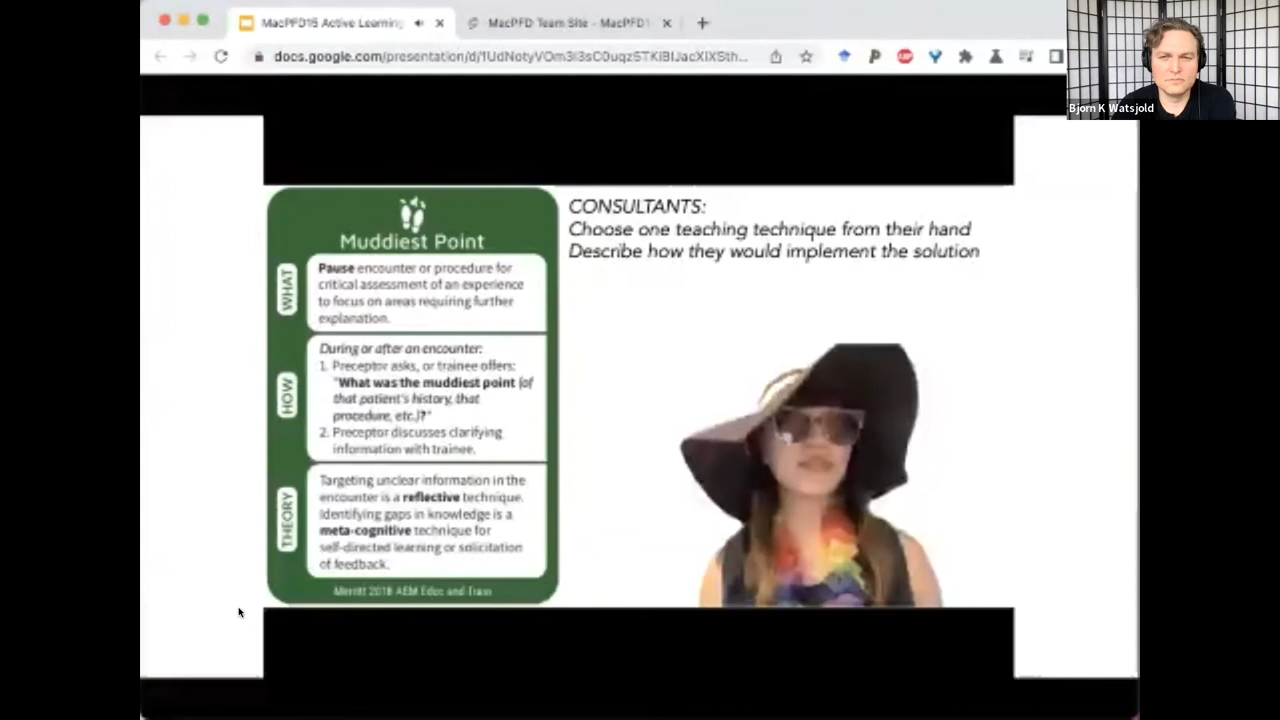 MacPFD15 Active Learning
MacPFD Team Site - MacPFD
docs.google.com/presentation/d/
Bjorn K Watsjold
Muddiest Point
WHAT
Pause encounter or procedure for
critical assessment of an experience
to focus on areas requiring further
explanation.
HOW
During or after an encounter:
1. Preceptor asks, or trainee offers:
"What was the muddiest point (of
that patient's history, that
procedure, etc.)?"
2. Preceptor discusses clarifying
information with trainee.
THEORY
Targeting unclear information in the
encounter is a reflective technique.
Identifying gaps in knowledge is a
meta-cognitive technique for
self-directed learning or solicitation
of feedback.
Merritt 2018 AEM Educ and Train
CONSULTANTS:
Choose one teaching technique from their hand
Describe how they would implement the solution